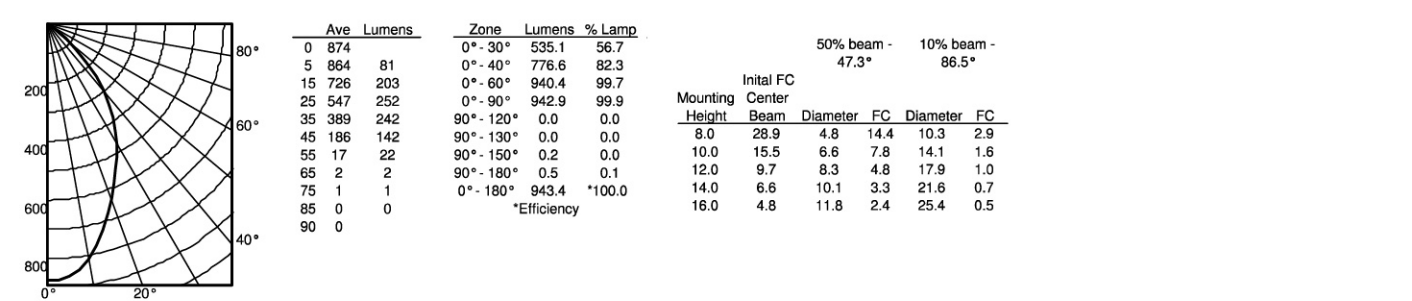 80°
60°
40°
200
400
600
800
0° 20°
Ave Lumens
0 874
5 864 81
15 726 203
25 547 252
35 389 242
45 186 142
55 17 22
65 2 2
75 1 1
85 0 0
90 0
Zone Lumens % Lamp
0° - 30° 535.1 56.7
0° - 40° 776.6 82.3
0° - 60° 940.4 99.7
0° - 90° 942.9 99.9
90° - 120° 0.0 0.0
90° - 130° 0.0 0.0
90° - 150° 0.2 0.0
90° - 180° 0.5 0.1
0° - 180° 943.4 *100.0
*Efficiency
50% beam - 10% beam -
47.3° 86.5°
Inital FC
Mounting Center
Height Beam Diameter FC Diameter FC
8.0 28.9 4.8 14.4 10.3 2.9
10.0 15.5 6.6 7.8 14.1 1.6
12.0 9.7 8.3 4.8 17.9 1.0
14.0 6.6 10.1 3.3 21.6 0.7
16.0 4.8 11.8 2.4 25.4 0.5